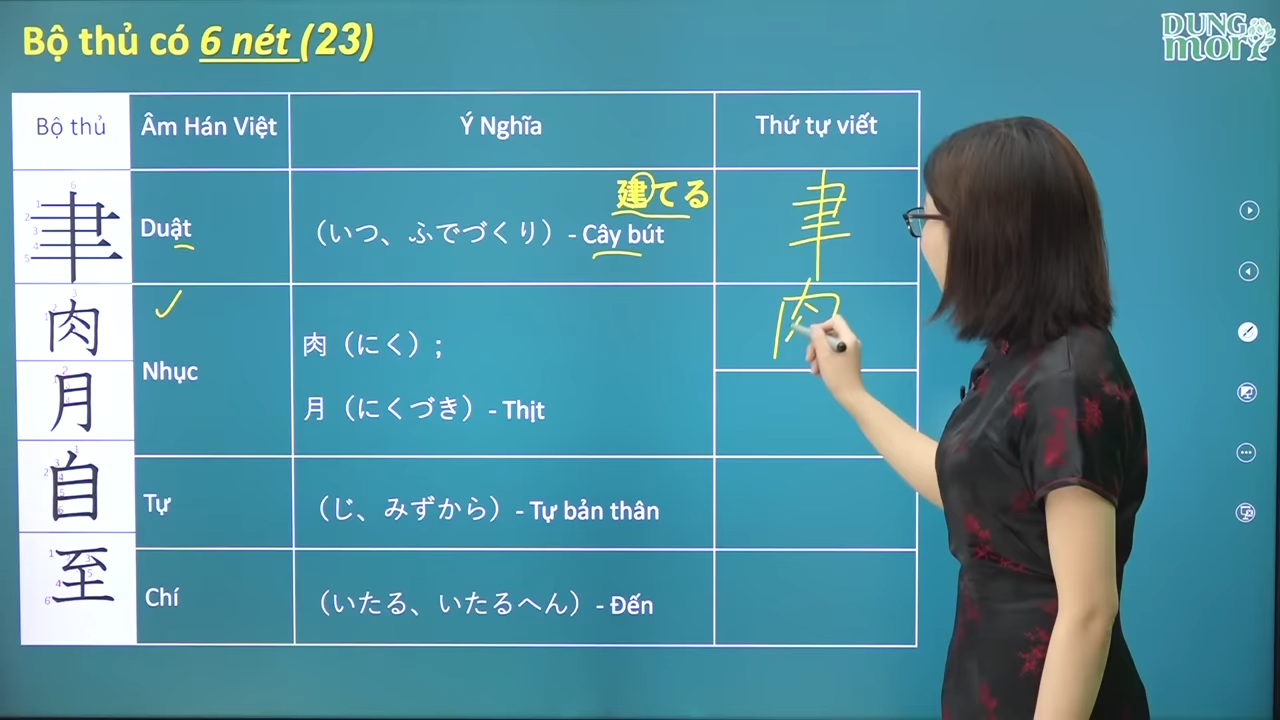 Bộ thủ có 6 nét (23)
DUNG
mori
Bộ thủ Âm Hán Việt Ý Nghĩa Thứ tự viết
聿 Duật （いつ、ふでづくり）- Cây bút 建てる 聿
肉 Nhục 肉（にく）; 肉
月 月（にくづき）- Thịt
自 Tự （じ、みずから）- Tự bản thân
至 Chí （いたる、いたるへん）- Đến